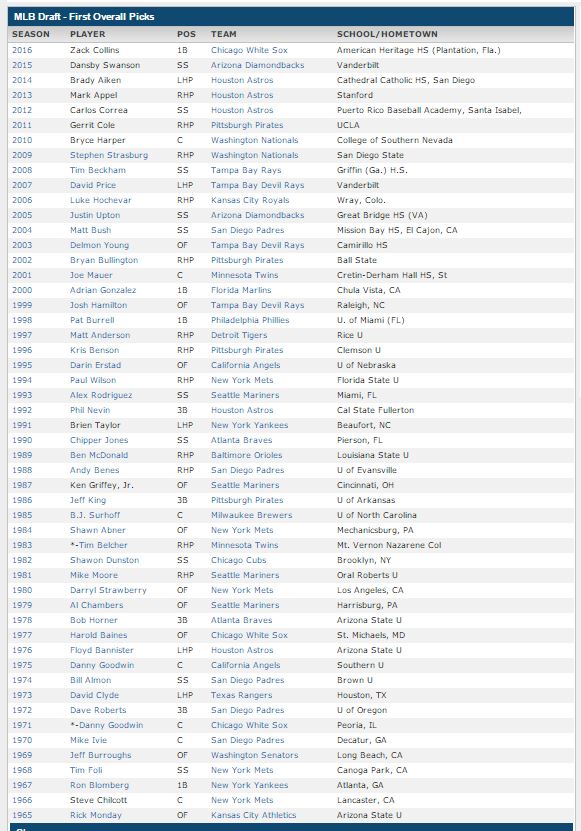 MLB Draft - First Overall Picks
SEASON PLAYER POS TEAM SCHOOL/HOMETOWN
2016 Zack Collins 1B Chicago White Sox American Heritage HS (Plantation, Fla.)
2015 Dansby Swanson SS Arizona Diamondbacks Vanderbilt
2014 Brady Aiken LHP Houston Astros Cathedral Catholic HS, San Diego
2013 Mark Appel RHP Houston Astros Stanford
2012 Carlos Correa SS Houston Astros Puerto Rico Baseball Academy, Santa Isabel,
2011 Gerrit Cole RHP Pittsburgh Pirates UCLA
2010 Bryce Harper C Washington Nationals College of Southern Nevada
2009 Stephen Strasburg RHP Washington Nationals San Diego State
2008 Tim Beckham SS Tampa Bay Rays Griffin (Ga.) H.S.
2007 David Price LHP Tampa Bay Devil Rays Vanderbilt
2006 Luke Hochevar RHP Kansas City Royals Wray, Colo.
2005 Justin Upton SS Arizona Diamondbacks Great Bridge HS (VA)
2004 Matt Bush SS San Diego Padres Mission Bay HS, El Cajon, CA
2003 Delmon Young OF Tampa Bay Devil Rays Camirillo HS
2002 Bryan Bullington RHP Pittsburgh Pirates Ball State
2001 Joe Mauer C Minnesota Twins Cretin-Derham Hall HS, St
2000 Adrian Gonzalez 1B Florida Marlins Chula Vista, CA
1999 Josh Hamilton OF Tampa Bay Devil Rays Raleigh, NC
1998 Pat Burrell 1B Philadelphia Phillies U. of Miami (FL)
1997 Matt Anderson RHP Detroit Tigers Rice U
1996 Kris Benson RHP Pittsburgh Pirates Clemson U
1995 Darin Erstad OF California Angels U of Nebraska
1994 Paul Wilson RHP New York Mets Florida State U
1993 Alex Rodriguez SS Seattle Mariners Miami, FL
1992 Phil Nevin 3B Houston Astros Cal State Fullerton
1991 Brien Taylor LHP New York Yankees Beaufort, NC
1990 Chipper Jones SS Atlanta Braves Pierson, FL
1989 Ben McDonald RHP Baltimore Orioles Louisiana State U
1988 Andy Benes RHP San Diego Padres U of Evansville
1987 Ken Griffey, Jr. OF Seattle Mariners Cincinnati, OH
1986 Jeff King 3B Pittsburgh Pirates U of Arkansas
1985 B.J. Surhoff C Milwaukee Brewers U of North Carolina
1984 Shawn Abner OF New York Mets Mechanicsburg, PA
1983 *-Tim Belcher RHP Minnesota Twins Mt. Vernon Nazarene Col
1982 Shawon Dunston SS Chicago Cubs Brooklyn, NY
1981 Mike Moore RHP Seattle Mariners Oral Roberts U
1980 Darryl Strawberry OF New York Mets Los Angeles, CA
1979 Al Chambers OF Seattle Mariners Harrisburg, PA
1978 Bob Horner 3B Atlanta Braves Arizona State U
1977 Harold Baines OF Chicago White Sox St. Michaels, MD
1976 Floyd Bannister LHP Houston Astros Arizona State U
1975 Danny Goodwin C California Angels Southern U
1974 Bill Almon SS San Diego Padres Brown U
1973 David Clyde LHP Texas Rangers Houston, TX
1972 Dave Roberts 3B San Diego Padres U of Oregon
1971 *-Danny Goodwin C Chicago White Sox Peoria, IL
1970 Mike Ivie C San Diego Padres Decatur, GA
1969 Jeff Burroughs OF Washington Senators Long Beach, CA
1968 Tim Foli SS New York Mets Canoga Park, CA
1967 Ron Blomberg 1B New York Yankees Atlanta, GA
1966 Steve Chilcott C New York Mets Lancaster, CA
1965 Rick Monday OF Kansas City Athletics Arizona State U